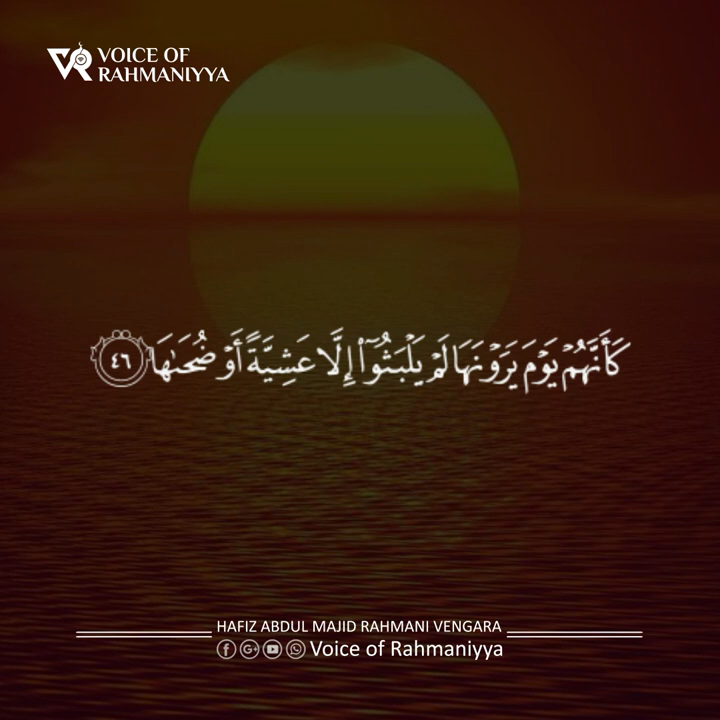 VOICE OF
RAHMANIYYA
كَأَنَّهُمْ يَوْمَ يَرَوْنَهَا لَمْ يَلْبَثُوٓا۟ إِلَّا عَشِيَّةً أَوْ ضُحَىٰهَا ٤٦
HAFIZ ABDUL MAJID RAHMANI VENGARA
Voice of Rahmaniyya